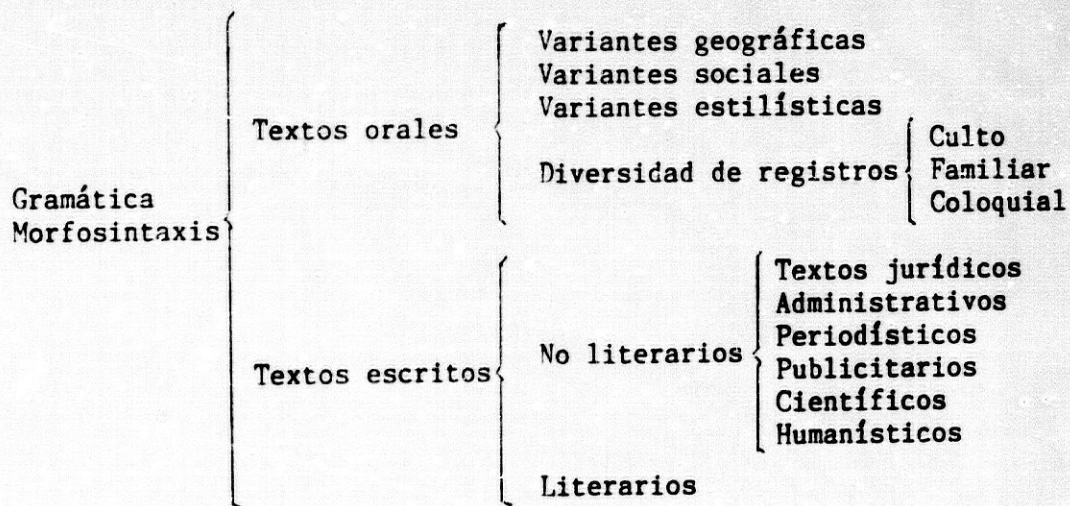 Gramática
Morfosintaxis
Textos orales
Variantes geográficas
Variantes sociales
Variantes estilísticas
Diversidad de registros
Culto
Familiar
Coloquial
Textos escritos
No literarios
Textos jurídicos
Administrativos
Periodísticos
Publicitarios
Científicos
Humanísticos
Literarios